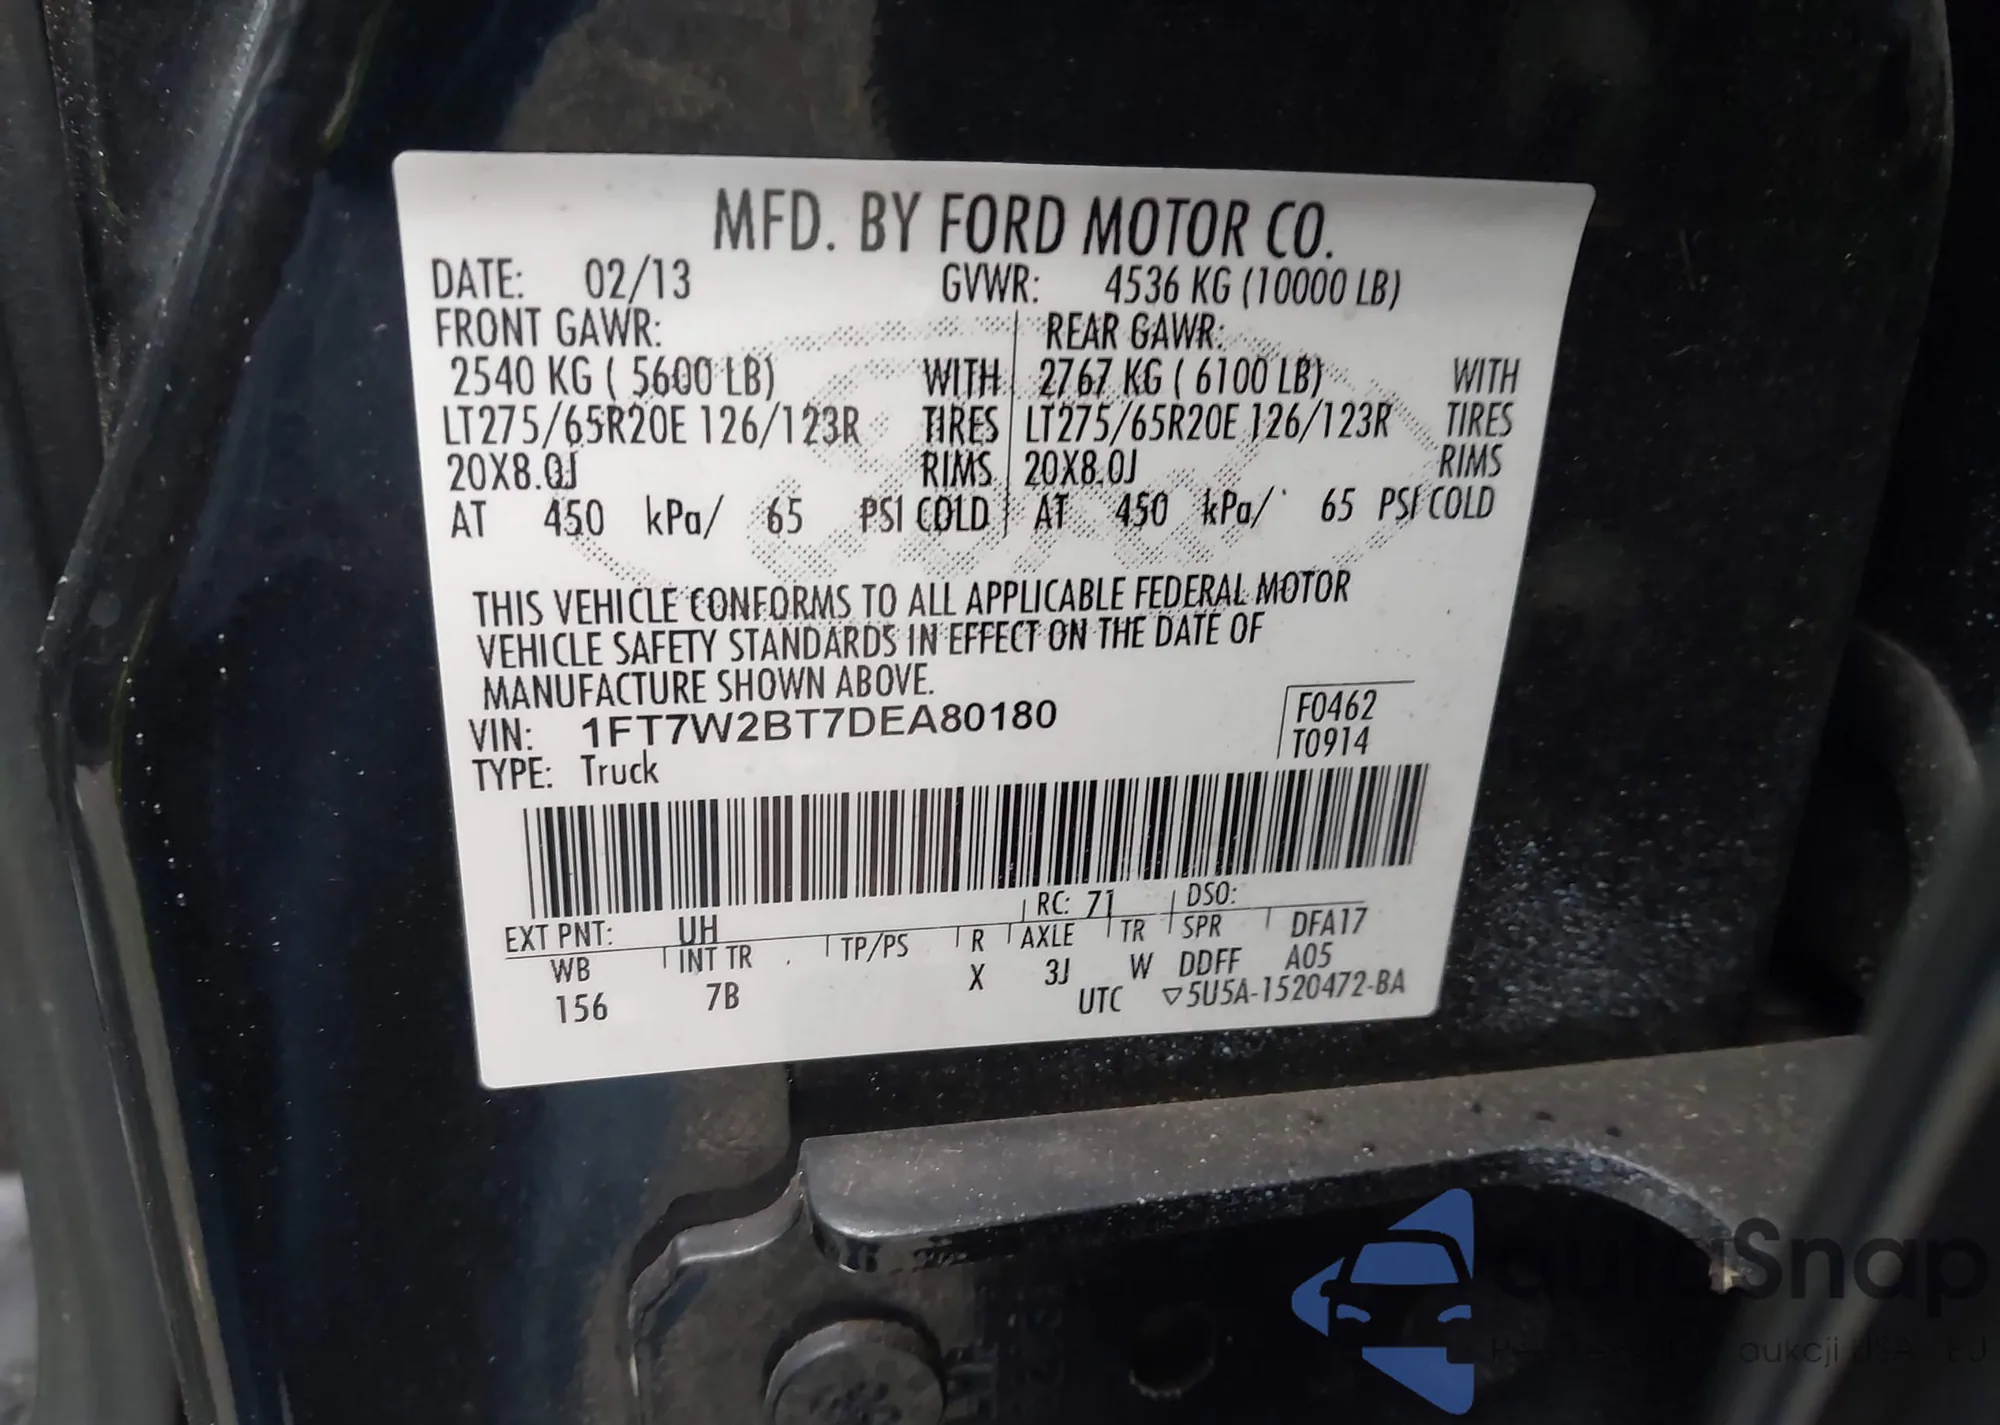 MFD. BY FORD MOTOR CO.
DATE: 02/13 GVWR: 4536 KG (10000 LB)
FRONT GAWR: REAR GAWR:
2540 KG ( 5600 LB) WITH 2767 KG ( 6100 LB) WITH
LT275/65R20E 126/123R TIRES LT275/65R20E 126/123R TIRES
20X8.0J RIMS 20X8.0J RIMS
AT 450 kPa/ 65 PSI COLD AT 450 kPa/ 65 PSI COLD
THIS VEHICLE CONFORMS TO ALL APPLICABLE FEDERAL MOTOR
VEHICLE SAFETY STANDARDS IN EFFECT ON THE DATE OF
MANUFACTURE SHOWN ABOVE.
VIN: 1FT7W2BT7DEA80180 F0462
TYPE: Truck T0914
EXT PNT: UH RC: 71 DSO:
WB INT TR TP/PS R AXLE TR SPR DFA17
156 7B X 3J W DDFF A05
UTC ▽5U5A-1520472-BA
autoSnap
aukcji USA